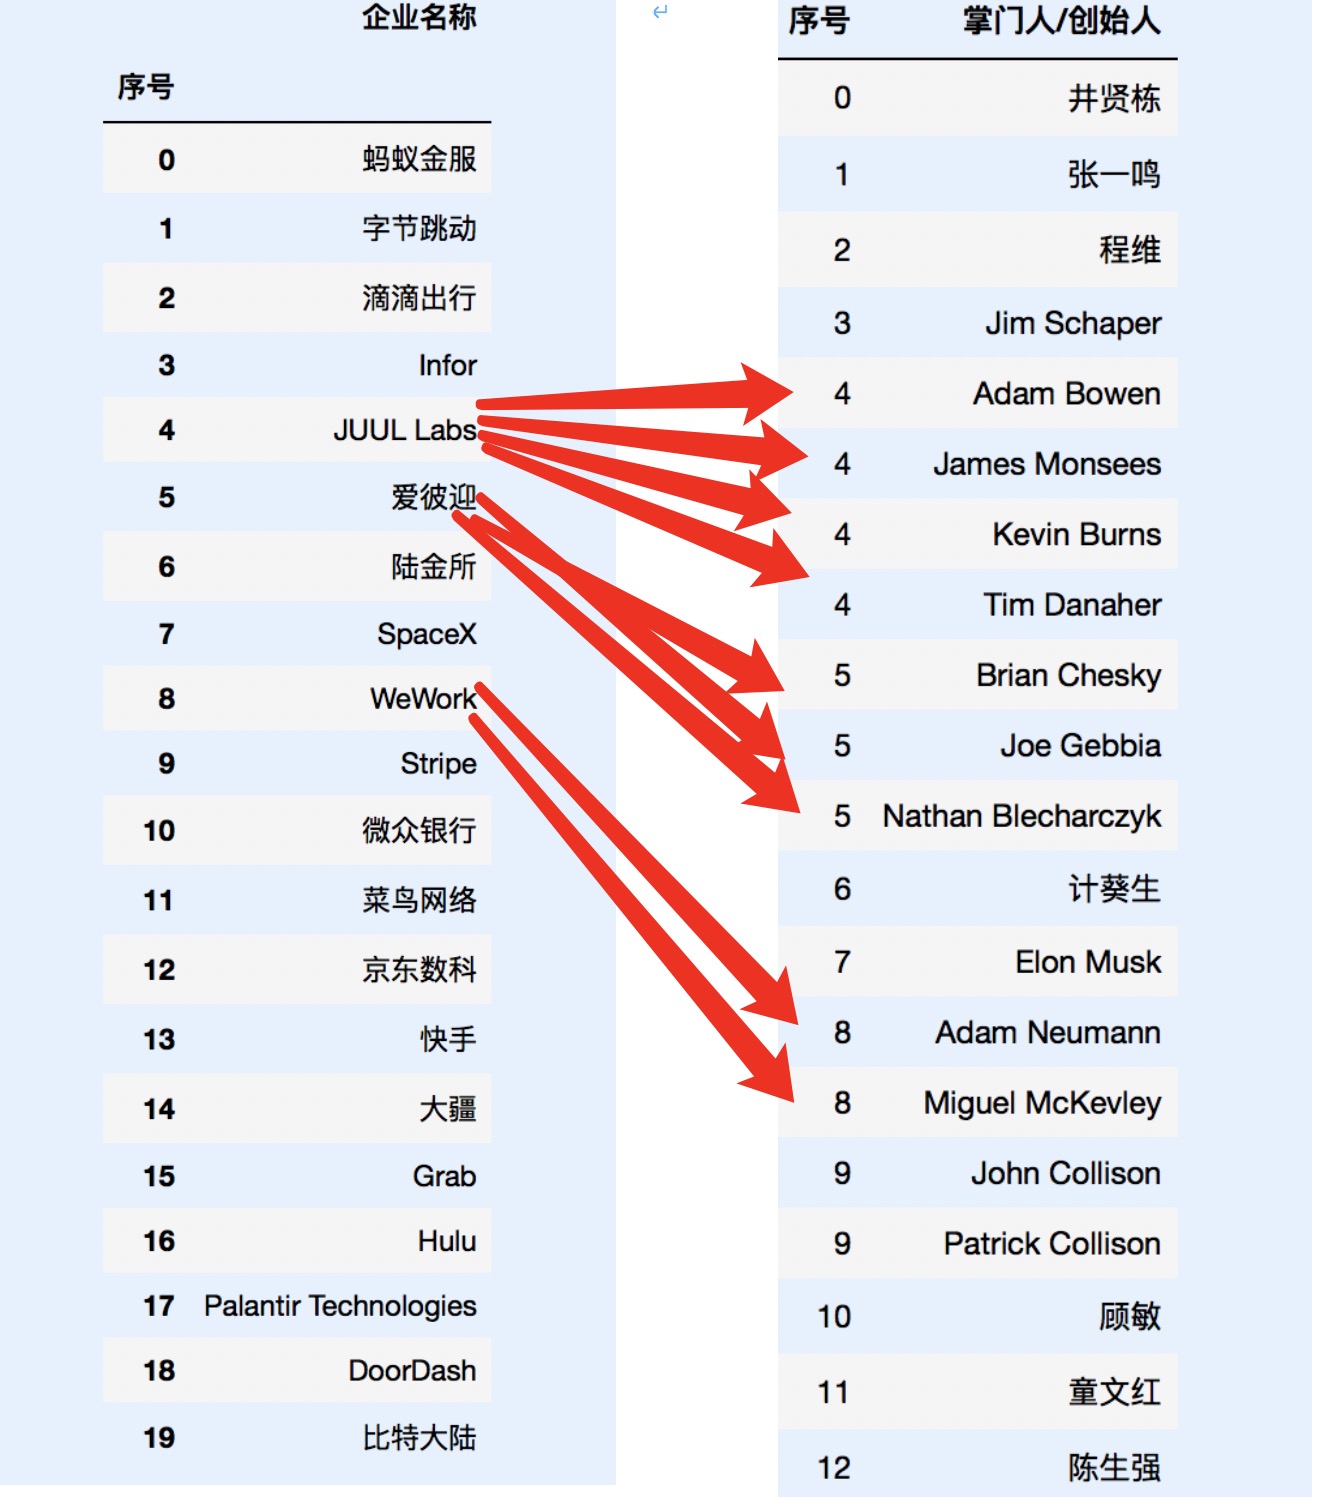 企业名称
序号
0 蚂蚁金服
1 字节跳动
2 滴滴出行
3 Infor
4 JUUL Labs
5 爱彼迎
6 陆金所
7 SpaceX
8 WeWork
9 Stripe
10 微众银行
11 菜鸟网络
12 京东数科
13 快手
14 大疆
15 Grab
16 Hulu
17 Palantir Technologies
18 DoorDash
19 比特大陆
序号 掌门人/创始人
0 井贤栋
1 张一鸣
2 程维
3 Jim Schaper
4 Adam Bowen
4 James Monsees
4 Kevin Burns
4 Tim Danaher
5 Brian Chesky
5 Joe Gebbia
5 Nathan Blecharczyk
6 计葵生
7 Elon Musk
8 Adam Neumann
8 Miguel McKevley
9 John Collison
9 Patrick Collison
10 顾敏
11 童文红
12 陈生强